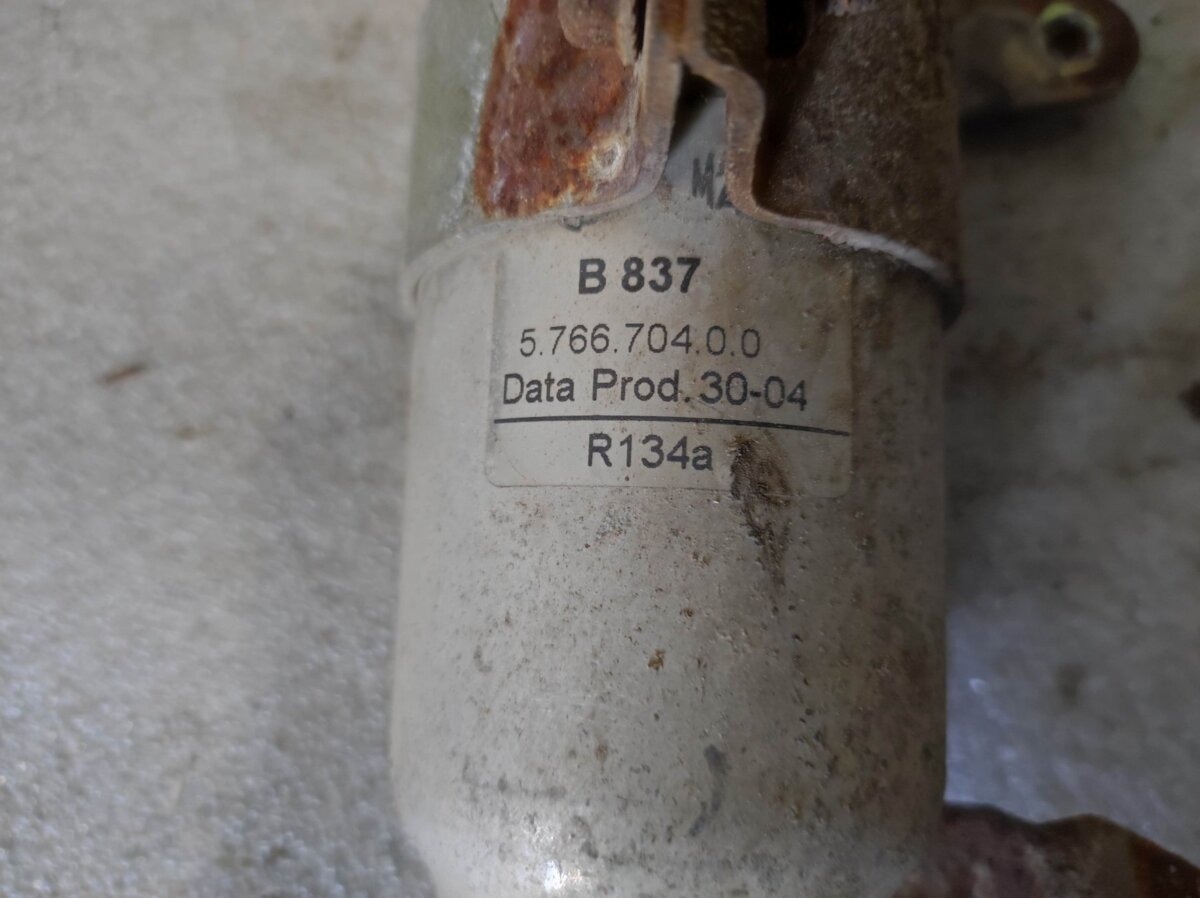 B 837
5.766.704.0.0
Data Prod. 30-04
R134a